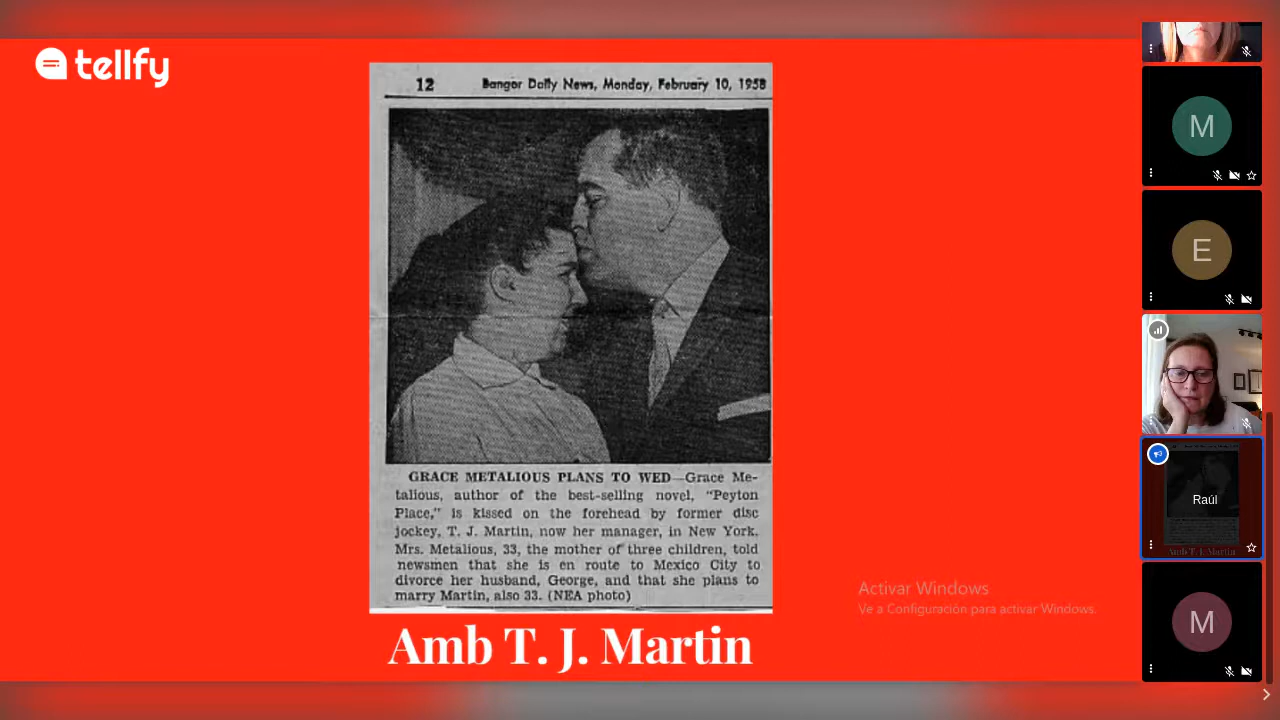 tellfy
12 Bangor Daily News, Monday, February 10, 1958
GRACE METALIOUS PLANS TO WED—Grace Me-
talious, author of the best-selling novel, "Peyton
Place," is kissed on the forehead by former disc
jockey, T. J. Martin, now her manager, in New York.
Mrs. Metalious, 33, the mother of three children, told
newsmen that she is en route to Mexico City to
divorce her husband, George, and that she plans to
marry Martin, also 33. (NEA photo)
Amb T. J. Martin
Activar Windows
Ve a Configuración para activar Windows.
M
E
Raúl
Amb T. J. Martin
M